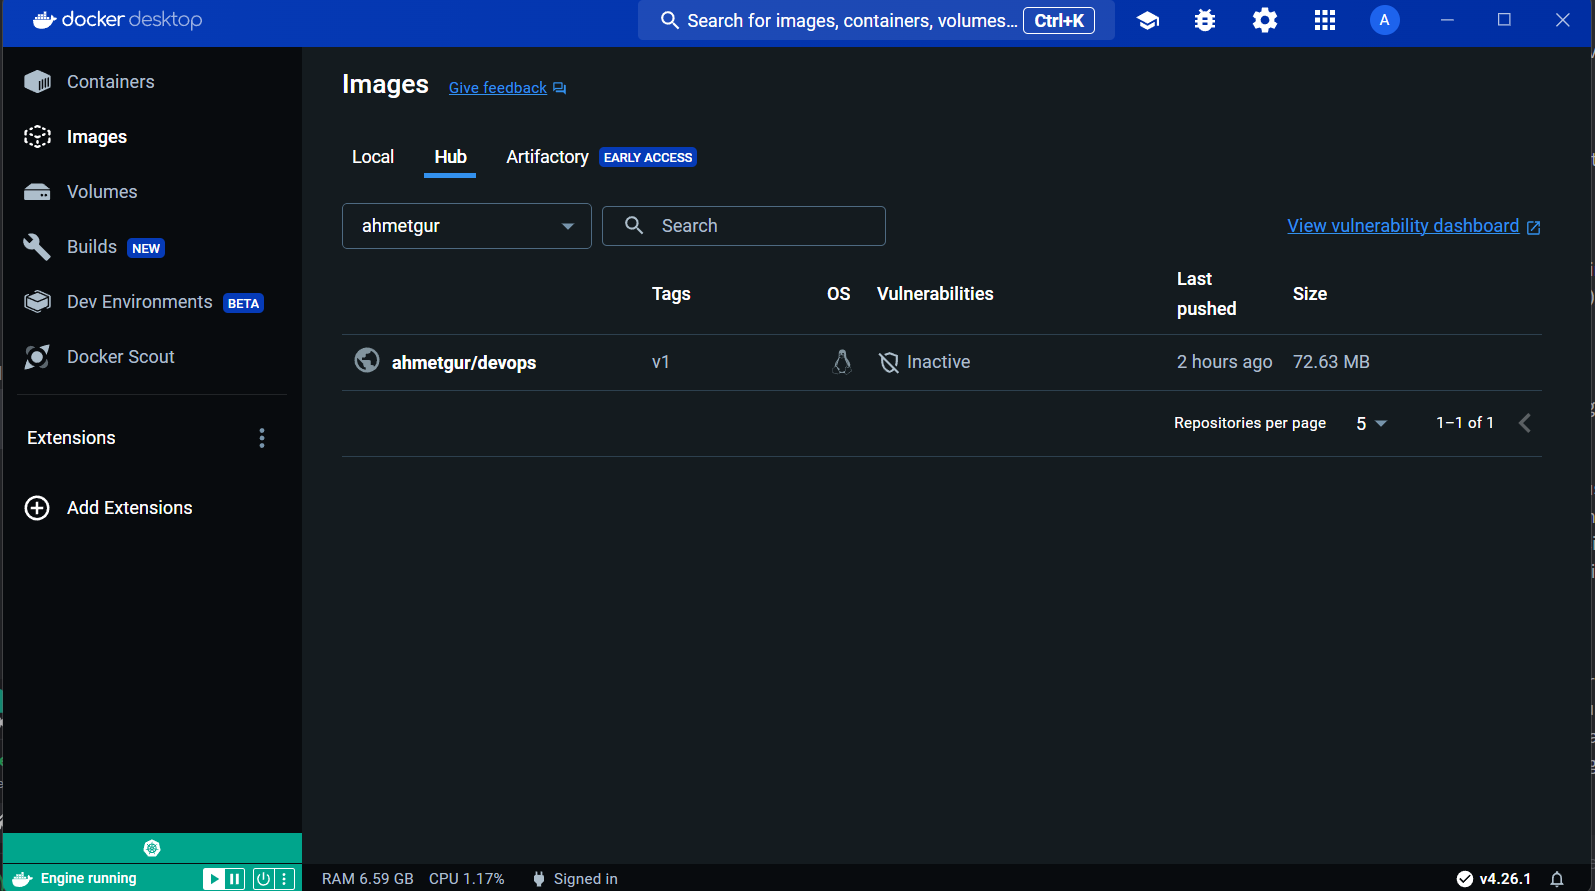 docker desktop
Search for images, containers, volumes... Ctrl+K
A
Containers
Images
Volumes
Builds NEW
Dev Environments BETA
Docker Scout
Extensions
Add Extensions
Images Give feedback
Local Hub Artifactory EARLY ACCESS
ahmetgur Search View vulnerability dashboard
Tags OS Vulnerabilities Last pushed Size
ahmetgur/devops v1 Inactive 2 hours ago 72.63 MB
Repositories per page 5 1–1 of 1
Engine running RAM 6.59 GB CPU 1.17% Signed in v4.26.1